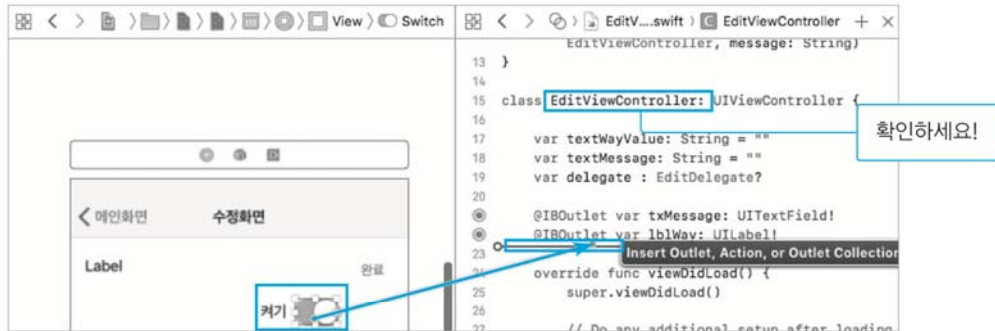 View 〉 Switch
EditV....swift 〉 C EditViewController
EditViewController, message: String)
13 }
14
15 class EditViewController: UIViewController {
16
확인하세요!
17 var textWayValue: String = ""
18 var textMessage: String = ""
19 var delegate : EditDelegate?
20
@IBOutlet var txMessage: UITextField!
@IBOutlet var lblWay: UILabel!
23
Insert Outlet, Action, or Outlet Collection
24 override func viewDidLoad() {
25 super.viewDidLoad()
26
27 // Do any additional setup after loading
메인화면 수정화면
Label 완료
켜기